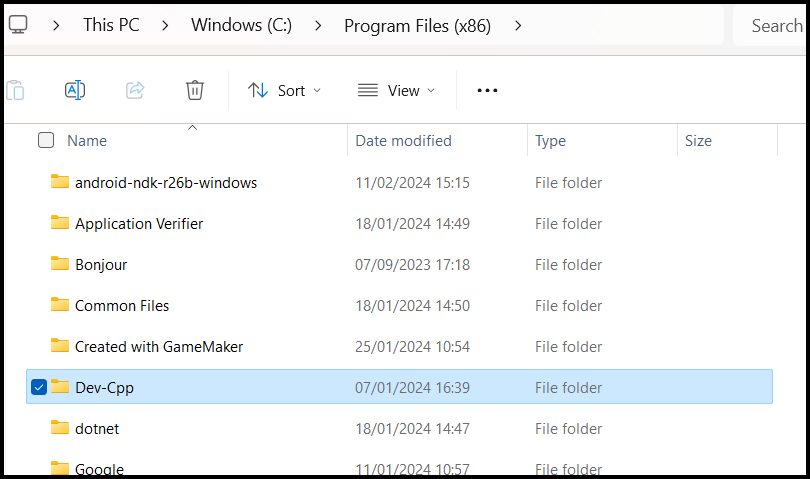 This PC > Windows (C:) > Program Files (x86) > Search
Sort View
Name Date modified Type Size
android-ndk-r26b-windows 11/02/2024 15:15 File folder
Application Verifier 18/01/2024 14:49 File folder
Bonjour 07/09/2023 17:18 File folder
Common Files 18/01/2024 14:50 File folder
Created with GameMaker 25/01/2024 10:54 File folder
Dev-Cpp 07/01/2024 16:39 File folder
dotnet 18/01/2024 14:47 File folder
Google 11/01/2024 10:57 File folder